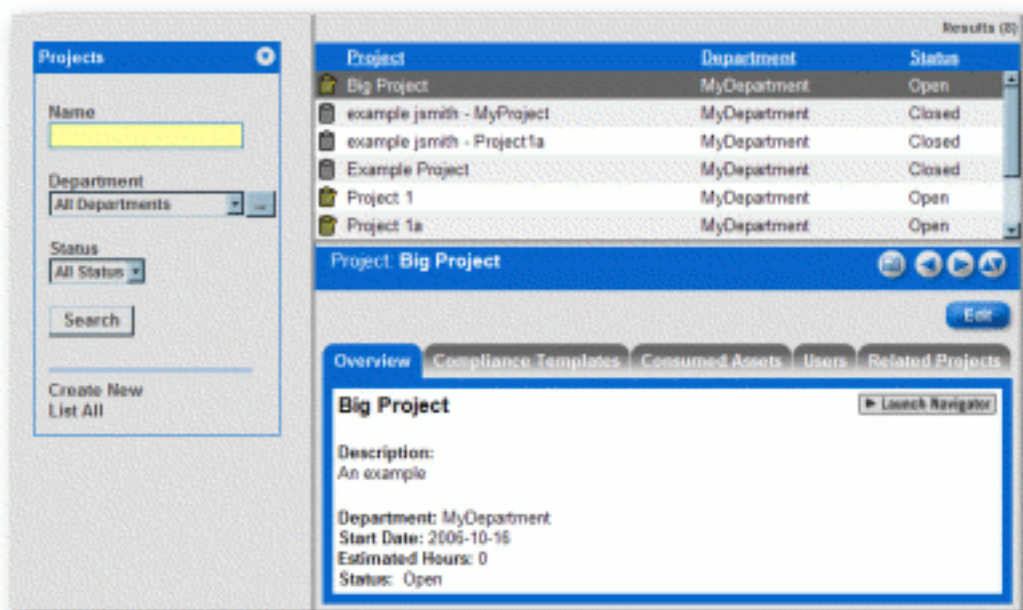 Results (8)
Projects
Name
Department
All Departments
...
Status
All Status
Search
Create New
List All
Project Department Status
Big Project MyDepartment Open
example jsmith - MyProject MyDepartment Closed
example jsmith - Project1a MyDepartment Closed
Example Project MyDepartment Closed
Project 1 MyDepartment Open
Project 1a MyDepartment Open
Project: Big Project
Edit
Overview Compliance Templates Consumed Assets Users Related Projects
Big Project
Launch Navigator
Description:
An example
Department: MyDepartment
Start Date: 2006-10-16
Estimated Hours: 0
Status: Open